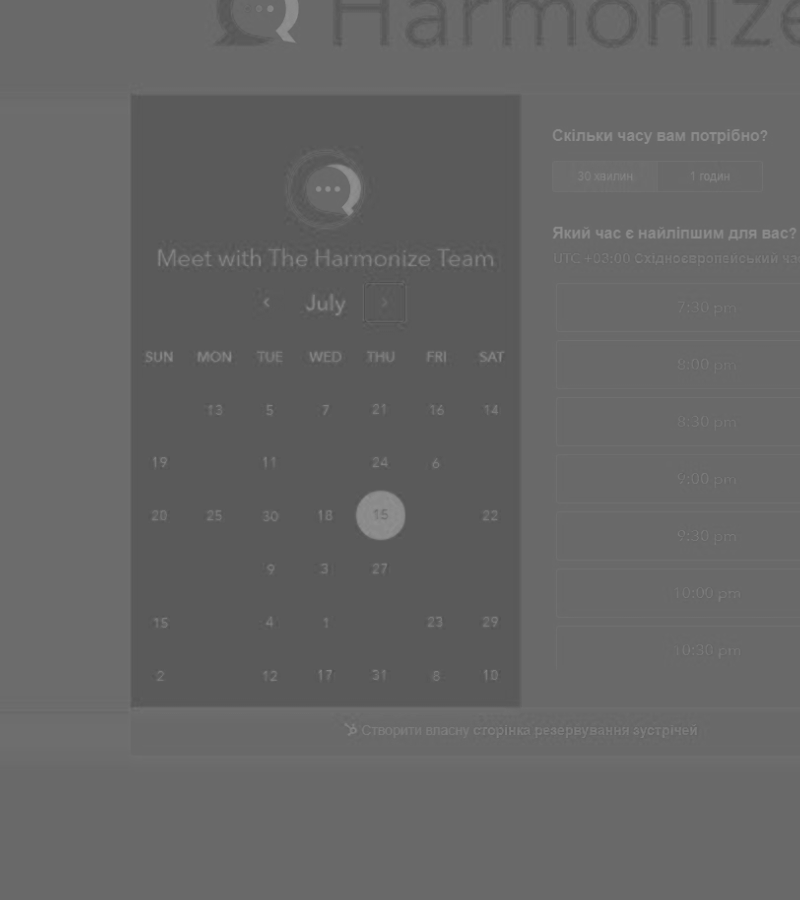 Harmonize
Скільки часу вам потрібно?
30 хвилин 1 годин
Meet with The Harmonize Team
Який час є найліпшим для вас?
UTC +03:00 Східноєвропейський
July
SUN MON TUE WED THU FRI SAT
13 5 7 21 16 14
19 11 24 6
20 25 30 18 15 22
9 3 27
15 4 1 23 29
2 12 17 31 8 10
7:30 pm
8:00 pm
8:30 pm
9:00 pm
9:30 pm
10:00 pm
10:30 pm
Створити власну сторінка резервування зустрічей